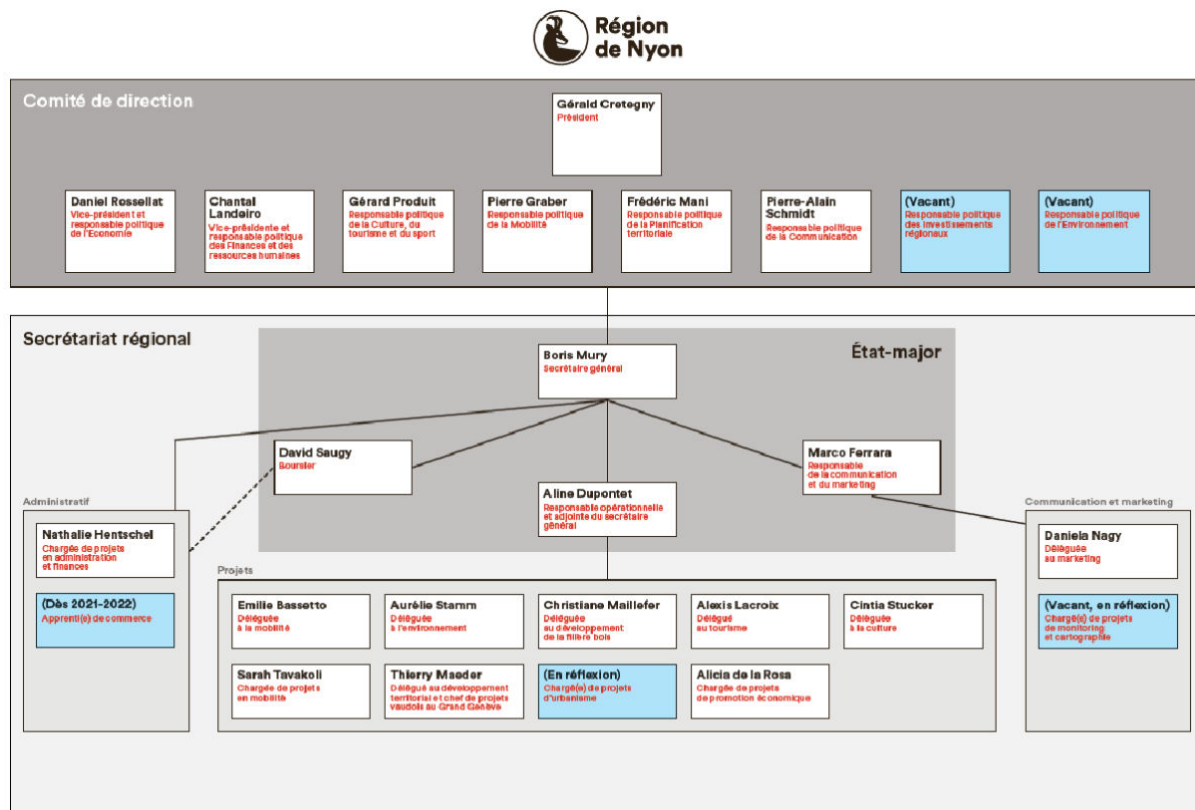 Région
de Nyon
Comité de direction
Gérald Cretegny
Président
Daniel Rossellat
Vice-président et
responsable politique
de l'Economie
Chantal
Landeiro
Vice-présidente et
responsable politique
des Finances et des
ressources humaines
Gérard Produit
Responsable politique
de la Culture, du
tourisme et du sport
Pierre Graber
Responsable politique
de la Mobilité
Frédéric Mani
Responsable politique
de la Planification
territoriale
Pierre-Alain
Schmidt
Responsable politique
de la Communication
(Vacant)
Responsable politique
des Investissements
régionaux
(Vacant)
Responsable politique
de l'Environnement
Secrétariat régional
État-major
Boris Mury
Secrétaire général
David Saugy
Boursier
Marco Ferrara
Responsable
de la communication
et du marketing
Aline Dupontet
Responsable opérationnelle
et adjointe du secrétaire
général
Administratif
Nathalie Hentschel
Chargée de projets
en administration
et finances
(Dès 2021-2022)
Apprenti(e) de commerce
Projets
Emilie Bassetto
Déléguée
à la mobilité
Aurélie Stamm
Déléguée
à l'environnement
Christiane Maillefer
Déléguée
au développement
de la filière bois
Alexis Lacroix
Délégué
au tourisme
Cintia Stucker
Déléguée
à la culture
Sarah Tavakoli
Chargée de projets
en mobilité
Thierry Maeder
Délégué au développement
territorial et chef de projets
vaudois au Grand Genève
(En réflexion)
Chargé(e) de projets
d'urbanisme
Alicia de la Rosa
Chargée de projets
de promotion économique
Communication et marketing
Daniela Nagy
Déléguée
au marketing
(Vacant, en réflexion)
Chargé(e) de projets
de monitoring
et cartographie